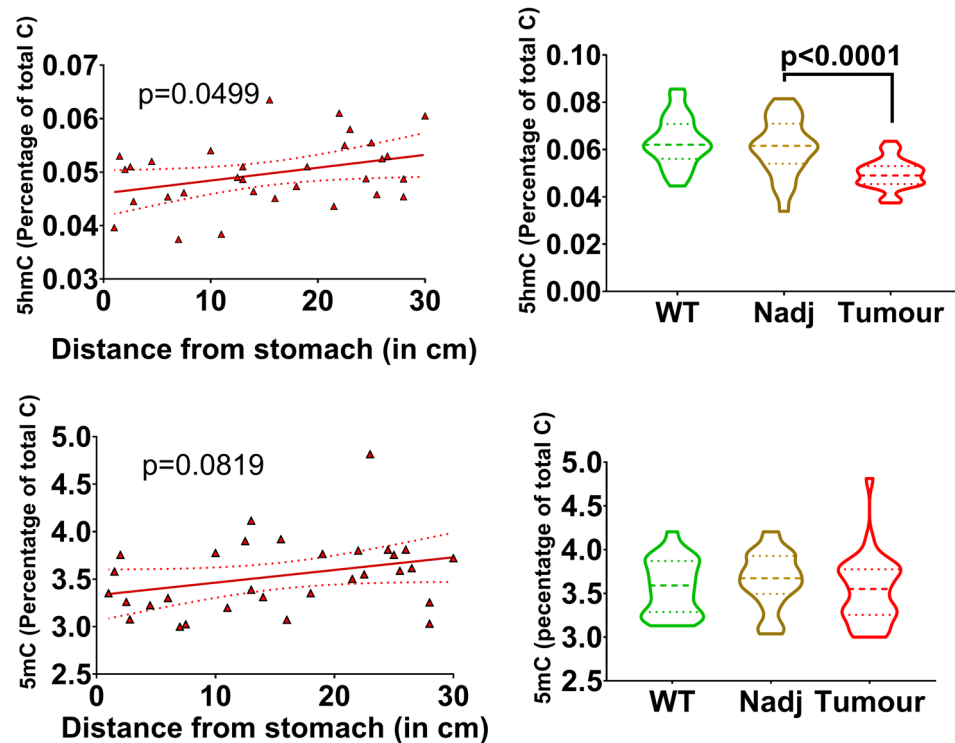 5hmC (Percentage of total C)
0.07
0.06
0.05
0.04
0.03
p=0.0499
0 10 20 30
Distance from stomach (in cm)
5hmC (Percentage of total C)
0.10
0.08
0.06
0.04
0.02
0.00
p<0.0001
WT Nadj Tumour
5mC (Percentatge of total C)
5.0
4.5
4.0
3.5
3.0
2.5
p=0.0819
0 10 20 30
Distance from stomach (in cm)
5mC (pecentatge of total C)
5.0
4.5
4.0
3.5
3.0
2.5
WT Nadj Tumour